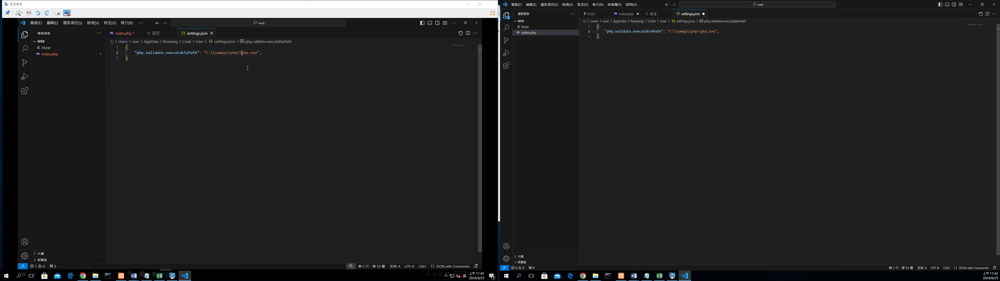 螢幕廣播
檔案(F) 編輯(E) 選取項目(S) 檢視(V) 移至(G) 執行(R) ···
web
檔案總管 ···
WEB
HI.txt
index.php 1
index.php 1 設定 {} settings.json
C: > Users > user > AppData > Roaming > Code > User > {} settings.json > php.validate.executablePath
1 {
2 "php.validate.executablePath": "C:\\xampp\\php\\php.exe",
3 }
大綱
時間表
1 0 0
第 2 行，第 53 欄 空格: 4 UTF-8 CRLF {} JSON with Comments
英
上午 11:42
2024/9/25
1
檔案(F) 編輯(E) 選取項目(S) 檢視(V) 移至(G) 執行(R) 終端機(T) 說明(H)
web
2
檔案總管 ···
WEB
hi.txt
index.php
hi.txt index.php 設定 {} settings.json
C: > Users > user > AppData > Roaming > Code > User > {} settings.json > php.validate.executablePath
1 {
2 "php.validate.executablePath": "C:\\xampp\\php\\php.exe",
3 }
大綱
時間表
0 0 0
第 2 行，第 53 欄 空格: 4 UTF-8 CRLF {} JSON with Comments
上午 11:42
2024/9/25